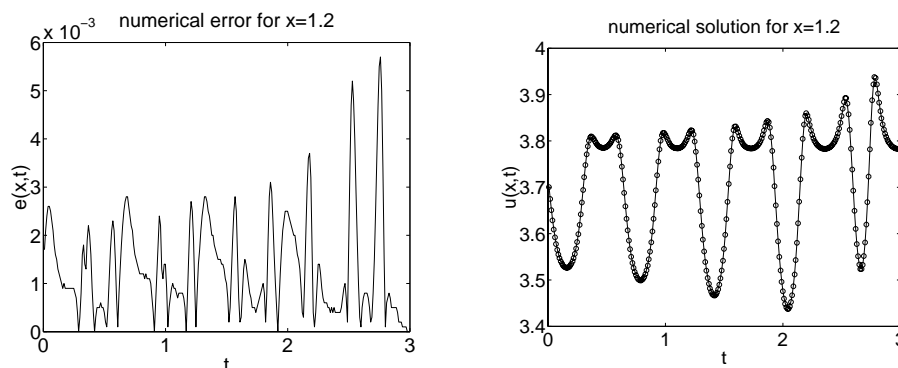 numerical error for x=1.2
6 x 10⁻³
5
4
3
2
1
0
e(x,t)
0 1 2 3
t
numerical solution for x=1.2
4
3.9
3.8
3.7
3.6
3.5
3.4
u(x,t)
0 1 2 3
t